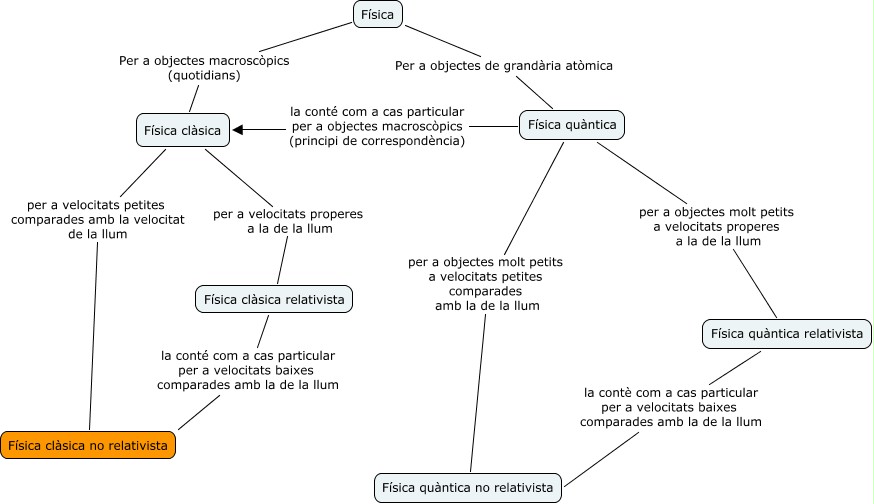 Física
Per a objectes macroscòpics
(quotidians)
Per a objectes de grandària atòmica
Física clàsica
la conté com a cas particular
per a objectes macroscòpics
(principi de correspondència)
Física quàntica
per a velocitats petites
comparades amb la velocitat
de la llum
per a velocitats properes
a la de la llum
per a objectes molt petits
a velocitats petites
comparades
amb la de la llum
per a objectes molt petits
a velocitats properes
a la de la llum
Física clàsica relativista
Física quàntica relativista
la conté com a cas particular
per a velocitats baixes
comparades amb la de la llum
la contè com a cas particular
per a velocitats baixes
comparades amb la de la llum
Física clàsica no relativista
Física quàntica no relativista